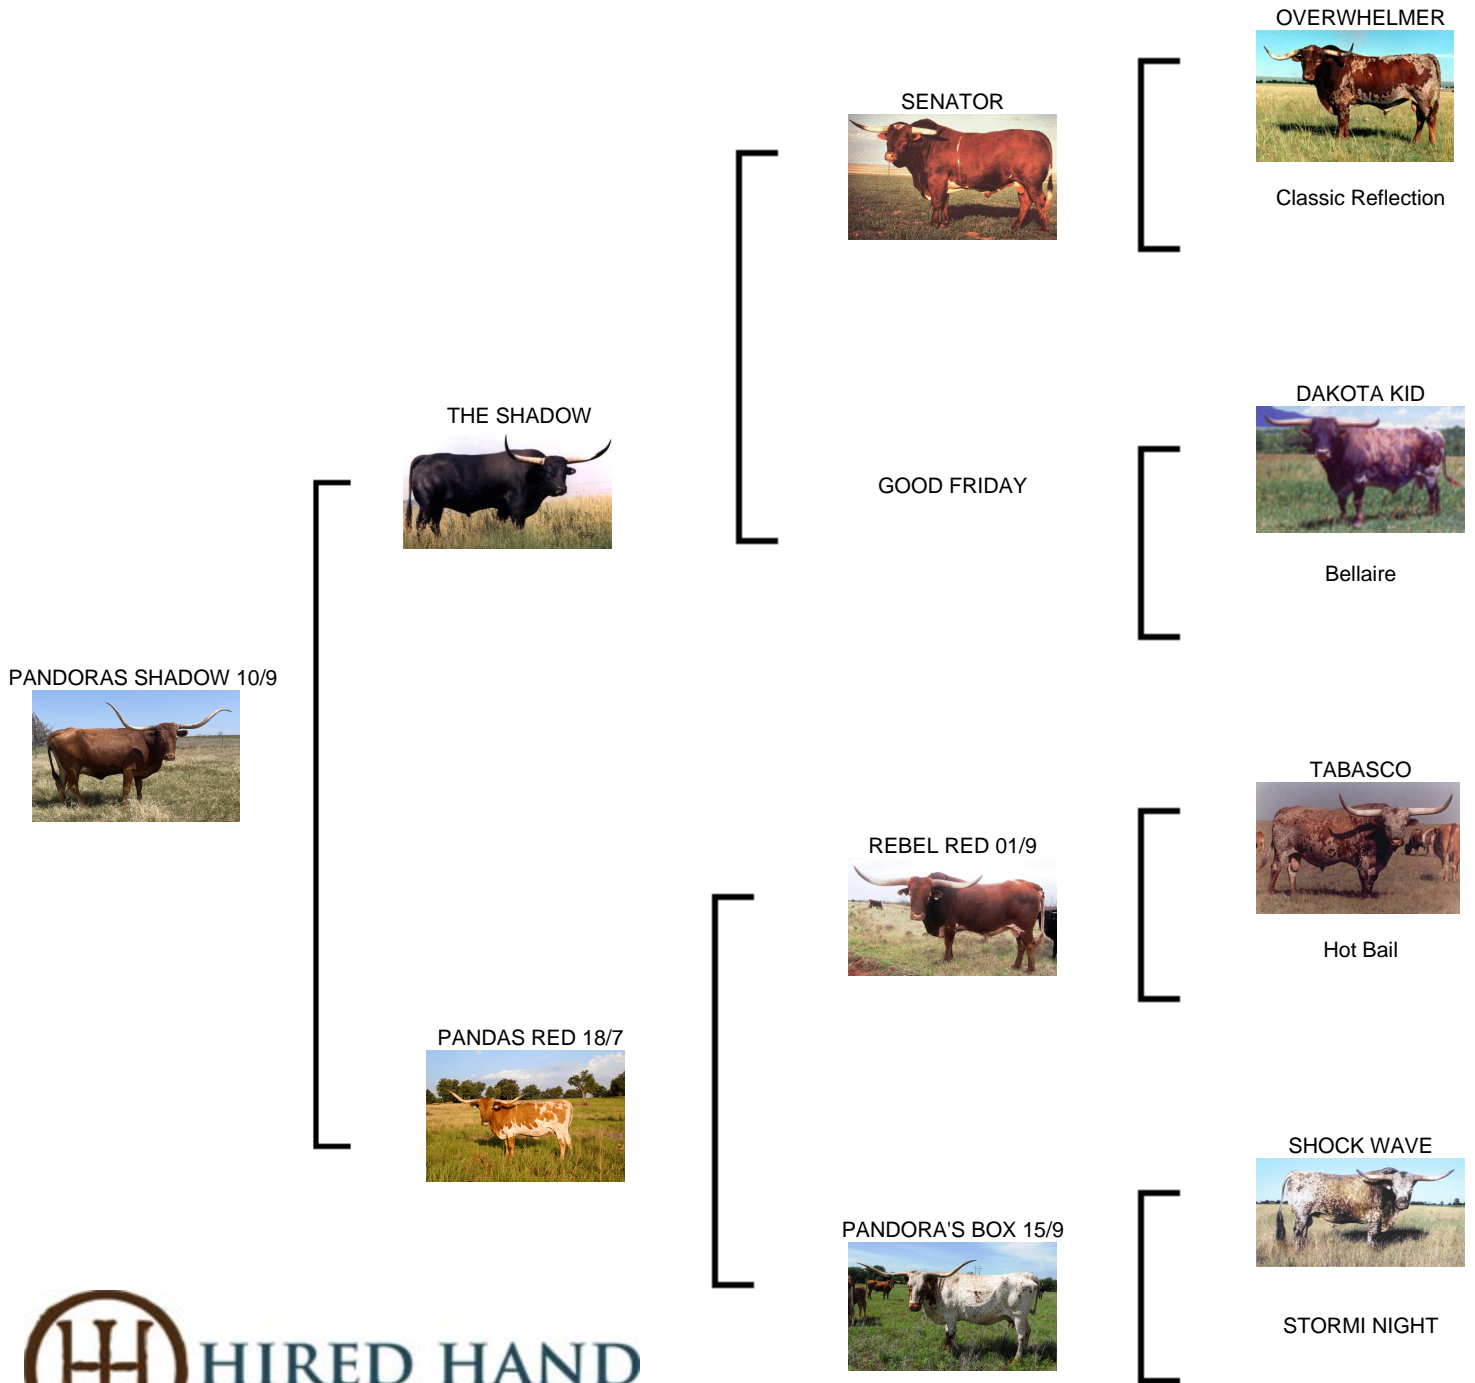 OVERWHELMER
SENATOR
Classic Reflection
DAKOTA KID
THE SHADOW
GOOD FRIDAY
Bellaire
PANDORAS SHADOW 10/9
TABASCO
REBEL RED 01/9
Hot Bail
PANDAS RED 18/7
SHOCK WAVE
PANDORA'S BOX 15/9
STORMI NIGHT
HIRED HAND